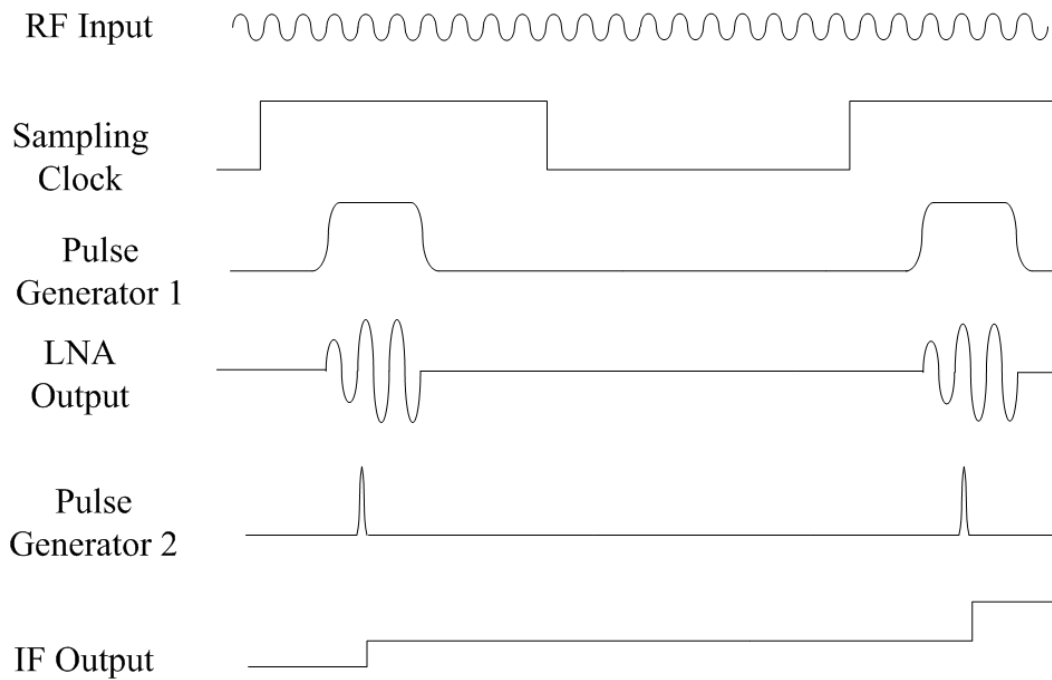 RF Input
Sampling
Clock
Pulse
Generator 1
LNA
Output
Pulse
Generator 2
IF Output